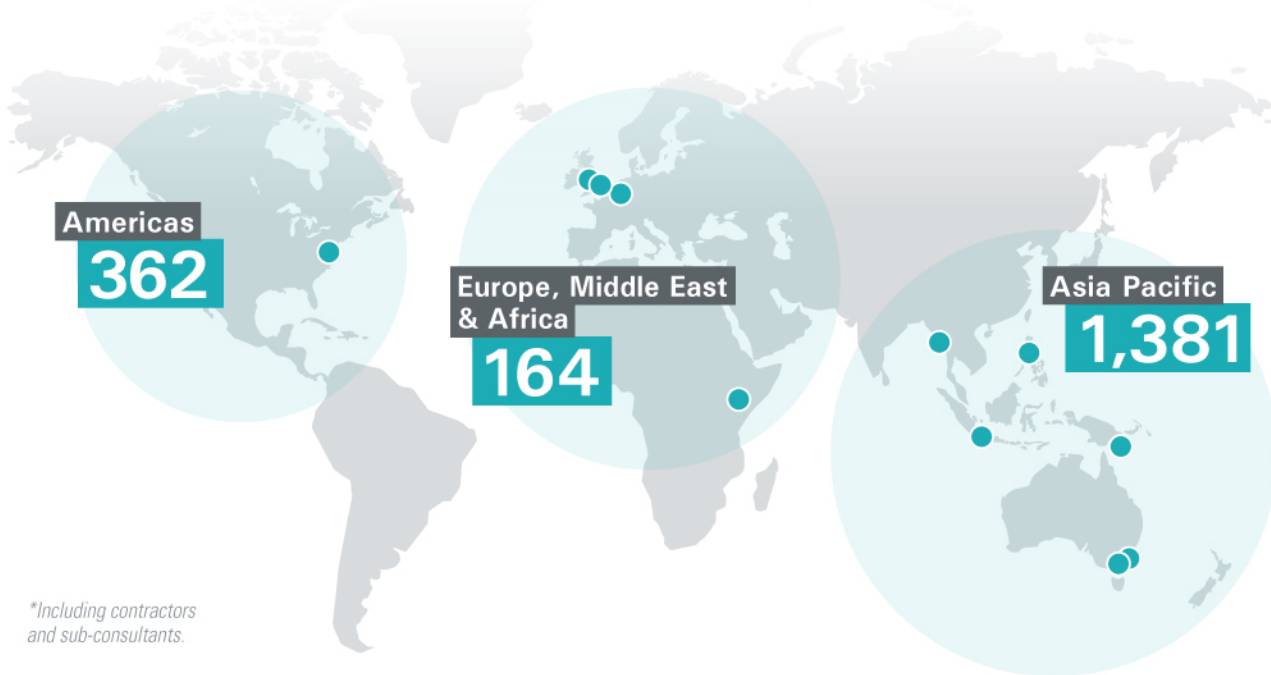 Americas
362
Europe, Middle East
& Africa
164
Asia Pacific
1,381
*Including contractors
and sub-consultants.